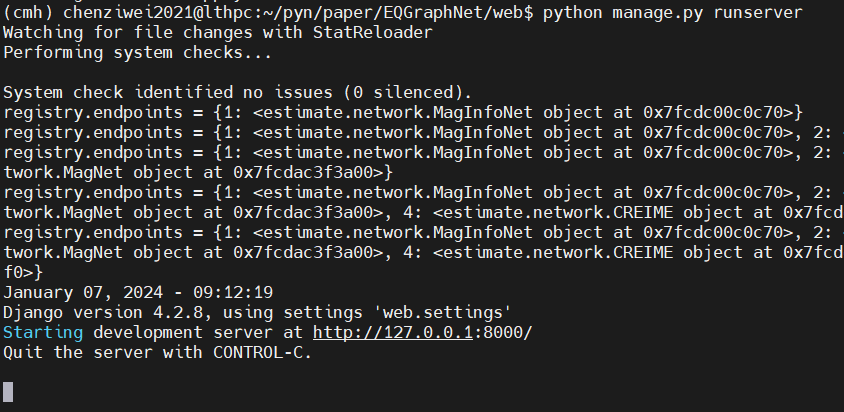 (cmh) chenziwei2021@lthpc:~/pyn/paper/EQGraphNet/web$ python manage.py runserver
Watching for file changes with StatReloader
Performing system checks...
System check identified no issues (0 silenced).
registry.endpoints = {1: <estimate.network.MagInfoNet object at 0x7fcdc00c0c70>}
registry.endpoints = {1: <estimate.network.MagInfoNet object at 0x7fcdc00c0c70>, 2:
registry.endpoints = {1: <estimate.network.MagInfoNet object at 0x7fcdc00c0c70>, 2:
twork.MagNet object at 0x7fcdac3f3a00>}
registry.endpoints = {1: <estimate.network.MagInfoNet object at 0x7fcdc00c0c70>, 2:
twork.MagNet object at 0x7fcdac3f3a00>, 4: <estimate.network.CREIME object at 0x7fcd
registry.endpoints = {1: <estimate.network.MagInfoNet object at 0x7fcdc00c0c70>, 2:
twork.MagNet object at 0x7fcdac3f3a00>, 4: <estimate.network.CREIME object at 0x7fcd
f0>}
January 07, 2024 - 09:12:19
Django version 4.2.8, using settings 'web.settings'
Starting development server at http://127.0.0.1:8000/
Quit the server with CONTROL-C.